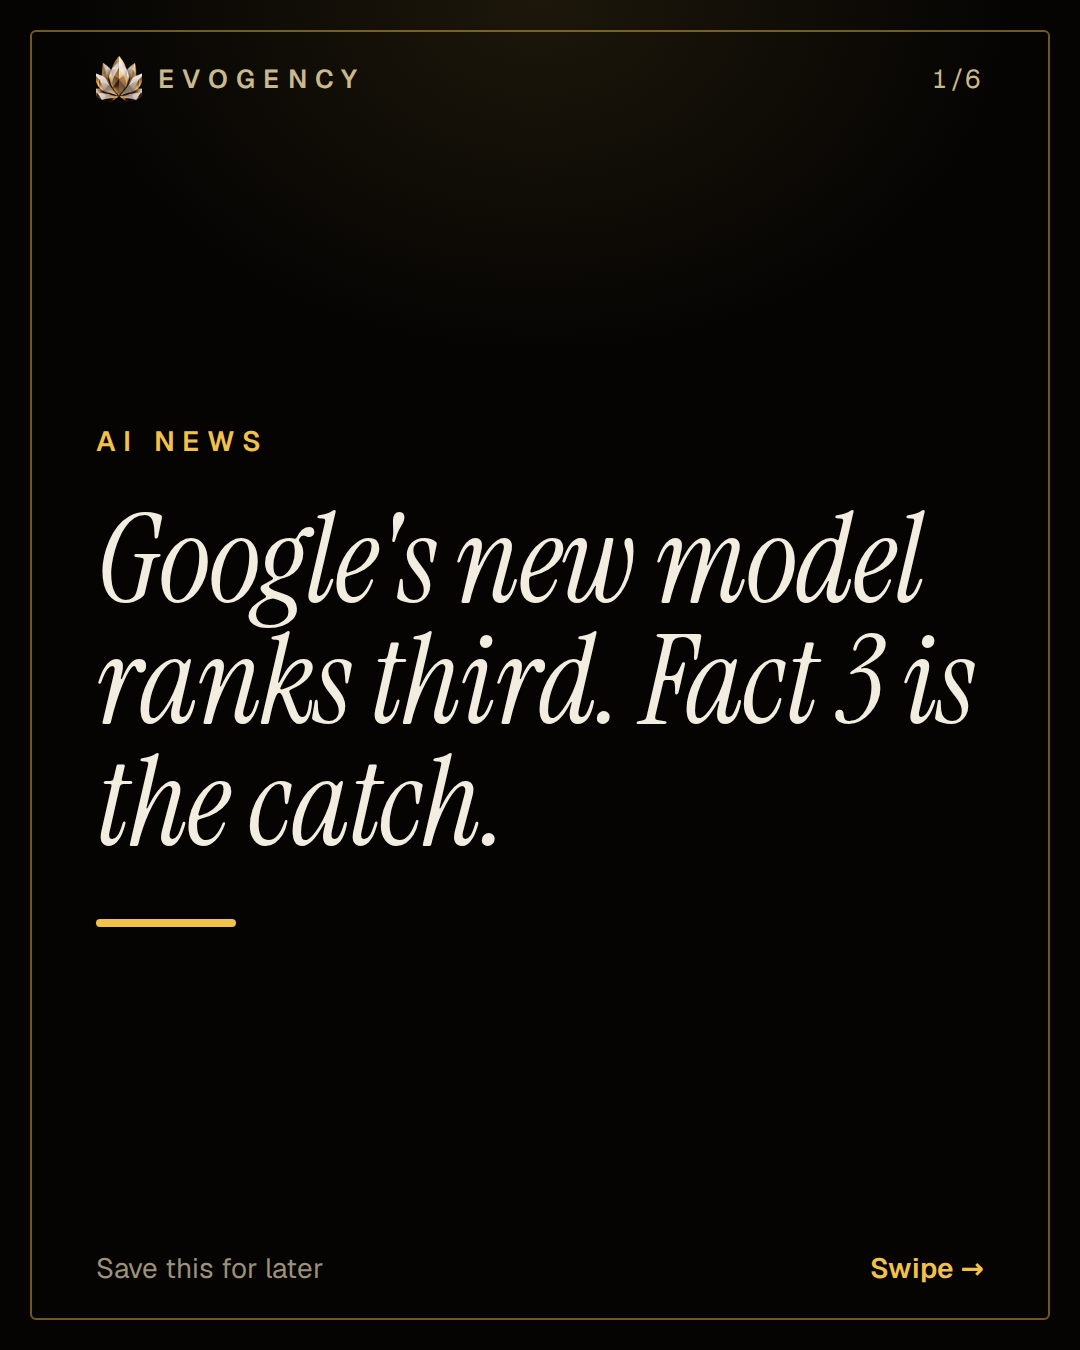 EVOGENCY
1/6
AI NEWS
Google's new model
ranks third. Fact 3 is
the catch.
Save this for later
Swipe →